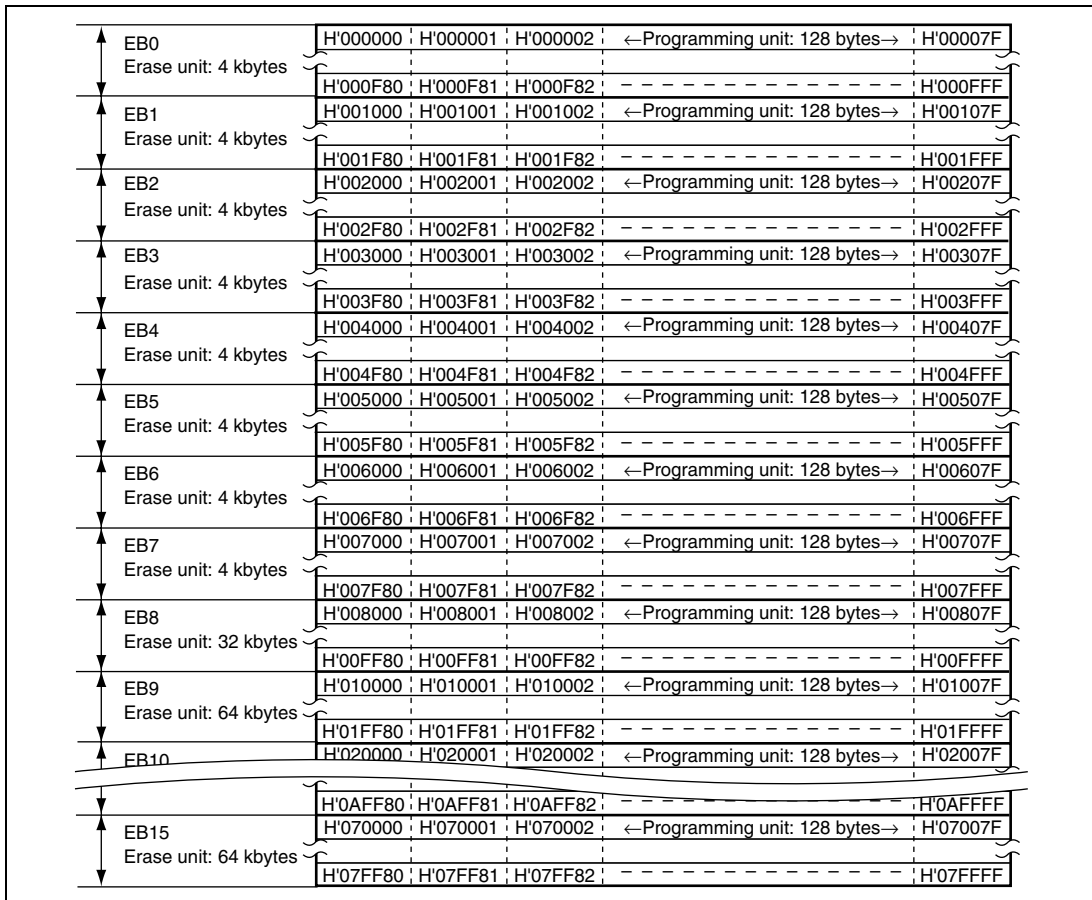 EB0 H'000000 H'000001 H'000002 ←Programming unit: 128 bytes→ H'00007F
Erase unit: 4 kbytes
H'000F80 H'000F81 H'000F82 – – – – – – – – – – – – – – H'000FFF
EB1 H'001000 H'001001 H'001002 ←Programming unit: 128 bytes→ H'00107F
Erase unit: 4 kbytes
H'001F80 H'001F81 H'001F82 – – – – – – – – – – – – – – H'001FFF
EB2 H'002000 H'002001 H'002002 ←Programming unit: 128 bytes→ H'00207F
Erase unit: 4 kbytes
H'002F80 H'002F81 H'002F82 – – – – – – – – – – – – – – H'002FFF
EB3 H'003000 H'003001 H'003002 ←Programming unit: 128 bytes→ H'00307F
Erase unit: 4 kbytes
H'003F80 H'003F81 H'003F82 – – – – – – – – – – – – – – H'003FFF
EB4 H'004000 H'004001 H'004002 ←Programming unit: 128 bytes→ H'00407F
Erase unit: 4 kbytes
H'004F80 H'004F81 H'004F82 – – – – – – – – – – – – – – H'004FFF
EB5 H'005000 H'005001 H'005002 ←Programming unit: 128 bytes→ H'00507F
Erase unit: 4 kbytes
H'005F80 H'005F81 H'005F82 – – – – – – – – – – – – – – H'005FFF
EB6 H'006000 H'006001 H'006002 ←Programming unit: 128 bytes→ H'00607F
Erase unit: 4 kbytes
H'006F80 H'006F81 H'006F82 – – – – – – – – – – – – – – H'006FFF
EB7 H'007000 H'007001 H'007002 ←Programming unit: 128 bytes→ H'00707F
Erase unit: 4 kbytes
H'007F80 H'007F81 H'007F82 – – – – – – – – – – – – – – H'007FFF
EB8 H'008000 H'008001 H'008002 ←Programming unit: 128 bytes→ H'00807F
Erase unit: 32 kbytes
H'00FF80 H'00FF81 H'00FF82 – – – – – – – – – – – – – – H'00FFFF
EB9 H'010000 H'010001 H'010002 ←Programming unit: 128 bytes→ H'01007F
Erase unit: 64 kbytes
H'01FF80 H'01FF81 H'01FF82 – – – – – – – – – – – – – – H'01FFFF
EB10 H'020000 H'020001 H'020002 ←Programming unit: 128 bytes→ H'02007F
H'0AFF80 H'0AFF81 H'0AFF82 – – – – – – – – – – – – – – H'0AFFFF
EB15 H'070000 H'070001 H'070002 ←Programming unit: 128 bytes→ H'07007F
Erase unit: 64 kbytes
H'07FF80 H'07FF81 H'07FF82 – – – – – – – – – – – – – – H'07FFFF